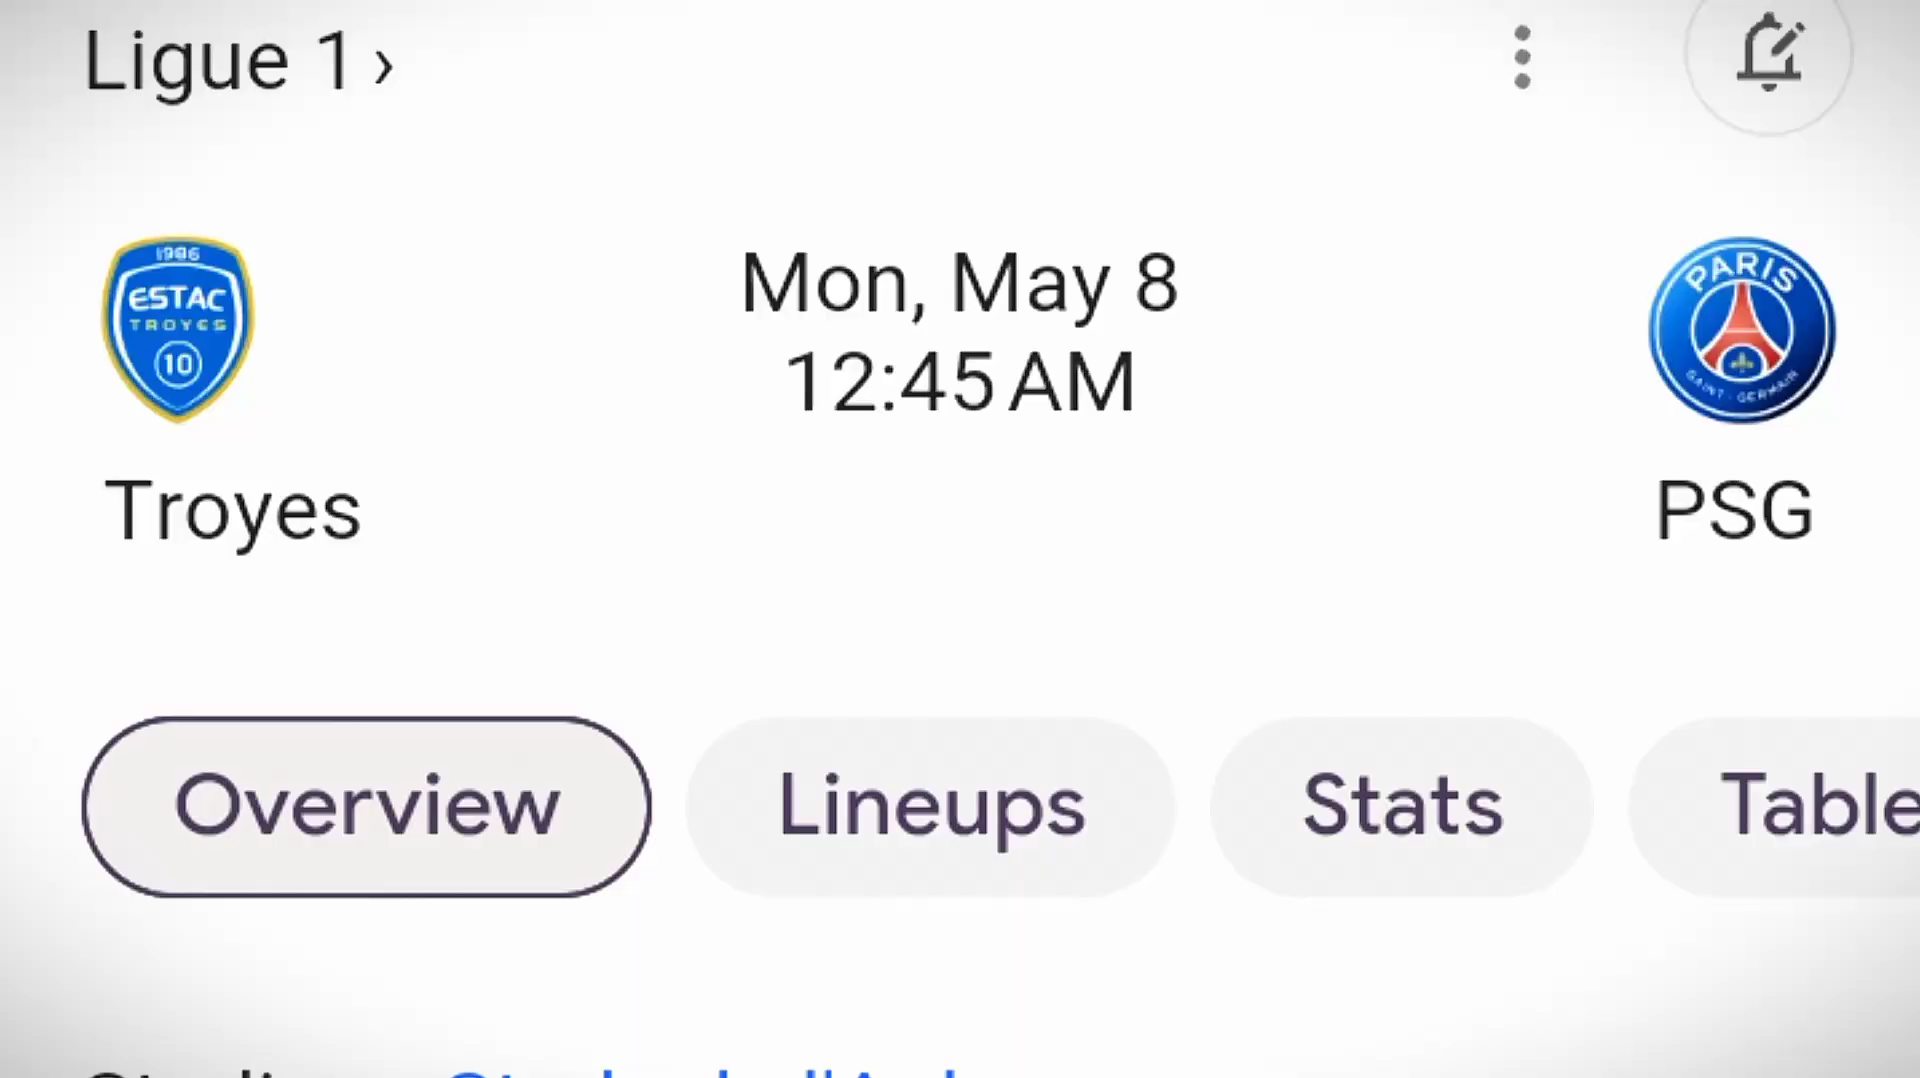 Ligue 1 ›
1986
ESTAC
TROYES
10
Mon, May 8
12:45 AM
PARIS
SAINT - GERMAIN
Troyes
PSG
Overview
Lineups
Stats
Table